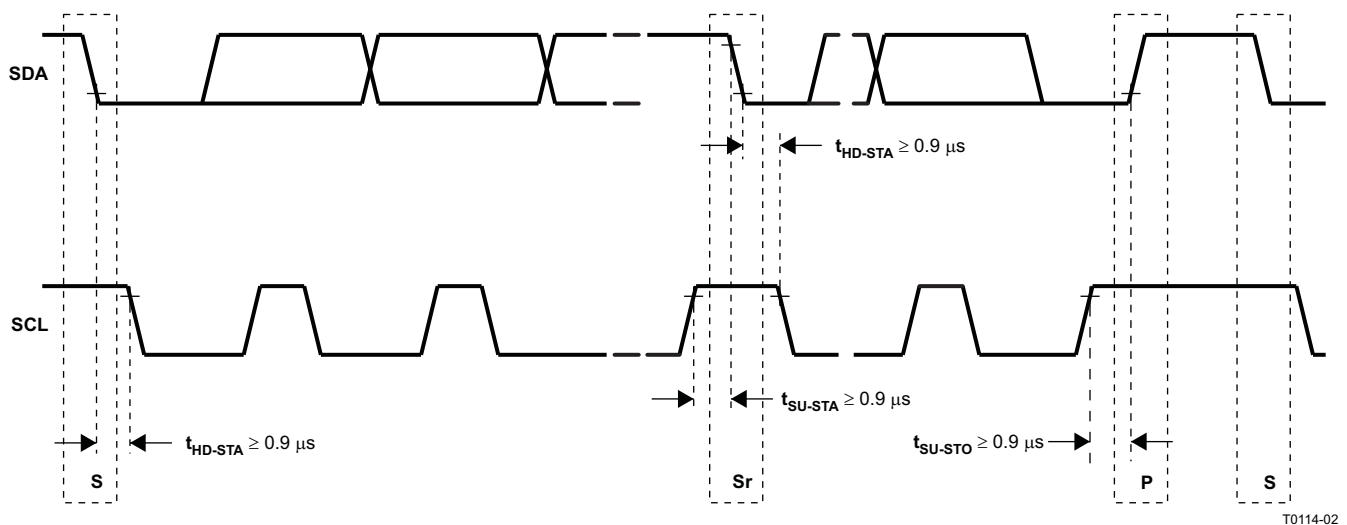 SDA
t_HD-STA ≥ 0.9 μs
SCL
t_SU-STA ≥ 0.9 μs
t_HD-STA ≥ 0.9 μs
t_SU-STO ≥ 0.9 μs
S
Sr
P
S
T0114-02